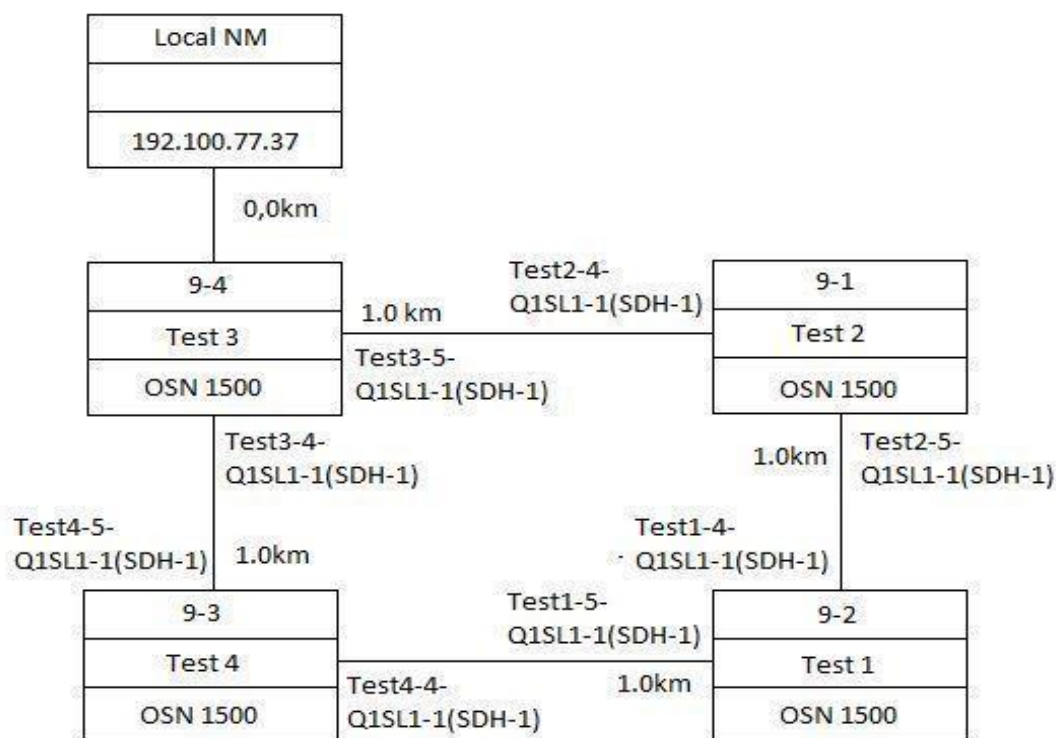 Local NM
192.100.77.37
0,0km
9-4
Test 3
OSN 1500
1.0 km
Test2-4-
Q1SL1-1(SDH-1)
Test3-5-
Q1SL1-1(SDH-1)
9-1
Test 2
OSN 1500
Test3-4-
Q1SL1-1(SDH-1)
1.0km
Test2-5-
Q1SL1-1(SDH-1)
Test4-5-
Q1SL1-1(SDH-1)
1.0km
Test1-4-
Q1SL1-1(SDH-1)
9-3
Test 4
OSN 1500
Test1-5-
Q1SL1-1(SDH-1)
Test4-4-
Q1SL1-1(SDH-1)
1.0km
9-2
Test 1
OSN 1500